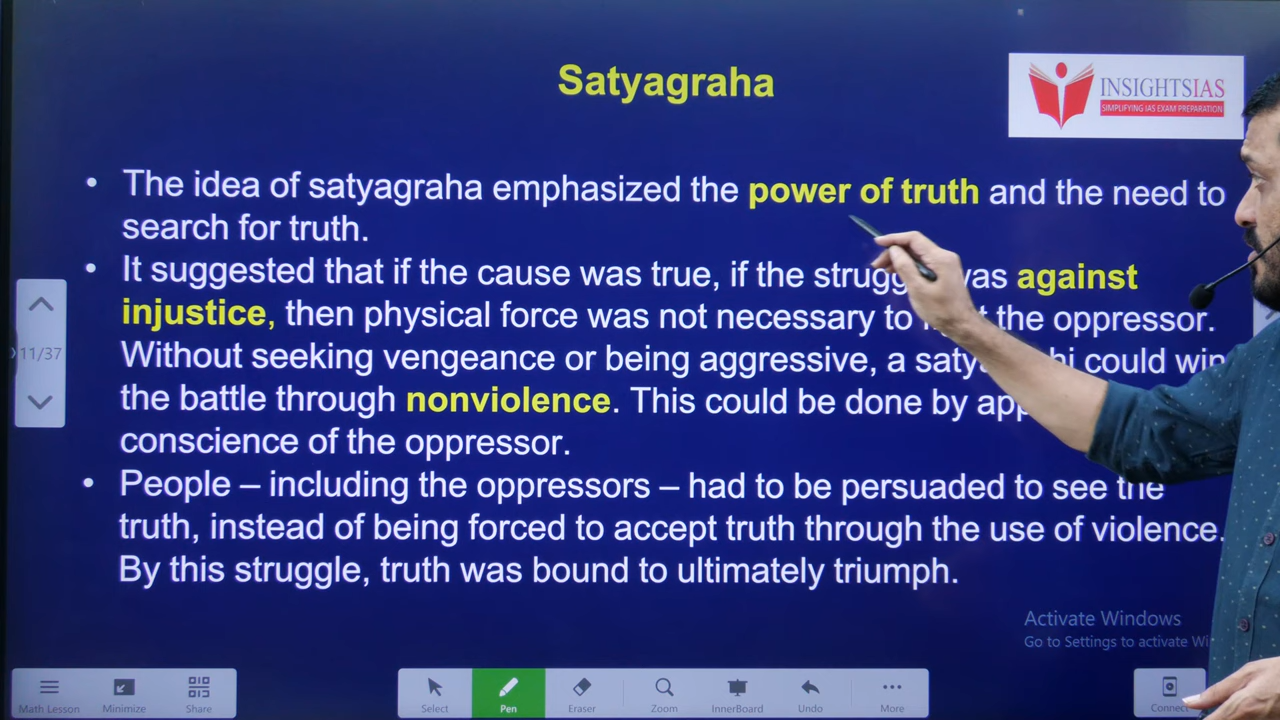 Satyagraha
INSIGHTSIAS
SIMPLIFYING IAS EXAM PREPARATION
• The idea of satyagraha emphasized the power of truth and the need to
search for truth.
• It suggested that if the cause was true, if the was against
injustice, then physical force was not necessary to the oppressor.
Without seeking vengeance or being aggressive, a could win
the battle through nonviolence. This could be done by
conscience of the oppressor.
• People – including the oppressors – had to be persuaded to see the
truth, instead of being forced to accept truth through the use of violence.
By this struggle, truth was bound to ultimately triumph.
11/37
Activate Windows
Go to Settings to activate
Math Lesson
Minimize
Share
Select
Pen
Eraser
Zoom
InnerBoard
Undo
More
Connect